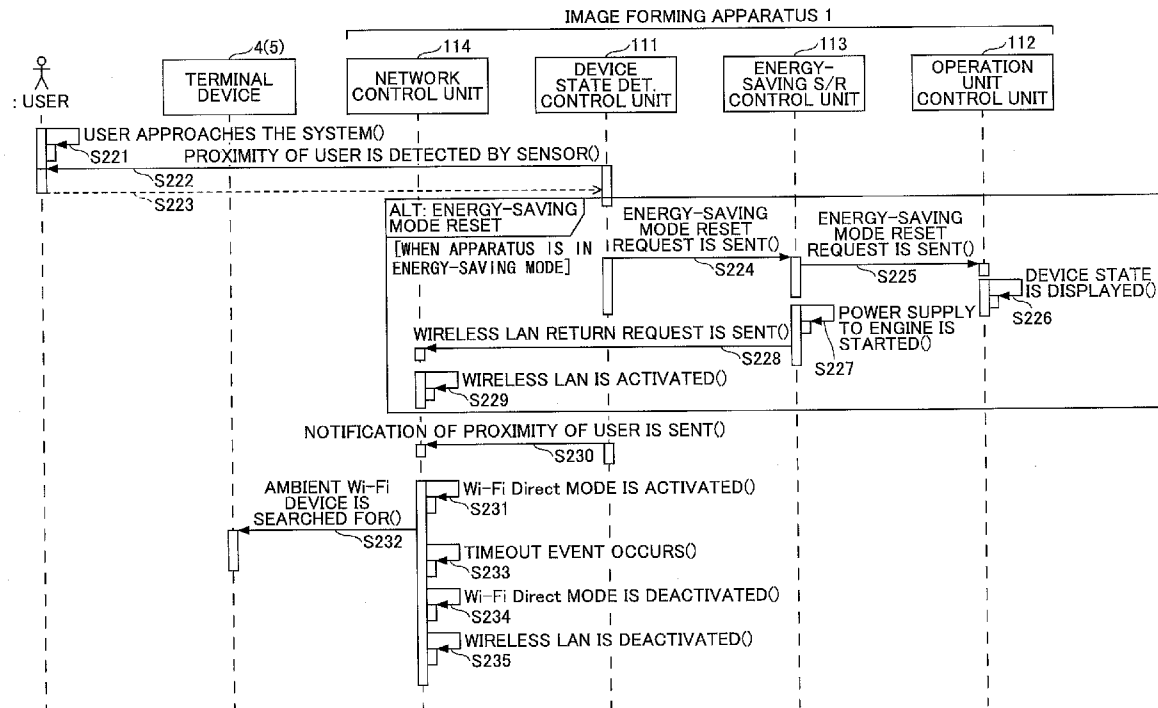 IMAGE FORMING APPARATUS 1
4(5)
114
111
113
112
: USER
TERMINAL
DEVICE
NETWORK
CONTROL UNIT
DEVICE
STATE DET.
CONTROL UNIT
ENERGY-
SAVING S/R
CONTROL UNIT
OPERATION
UNIT
CONTROL UNIT
USER APPROACHES THE SYSTEM()
S221
PROXIMITY OF USER IS DETECTED BY SENSOR()
S222
S223
ALT: ENERGY-SAVING
MODE RESET
[WHEN APPARATUS IS IN
ENERGY-SAVING MODE]
ENERGY-SAVING
MODE RESET
REQUEST IS SENT()
S224
ENERGY-SAVING
MODE RESET
REQUEST IS SENT()
S225
DEVICE STATE
IS DISPLAYED()
S226
POWER SUPPLY
TO ENGINE IS
STARTED()
S227
WIRELESS LAN RETURN REQUEST IS SENT()
S228
WIRELESS LAN IS ACTIVATED()
S229
NOTIFICATION OF PROXIMITY OF USER IS SENT()
S230
Wi-Fi Direct MODE IS ACTIVATED()
S231
AMBIENT Wi-Fi
DEVICE IS
SEARCHED FOR()
S232
TIMEOUT EVENT OCCURS()
S233
Wi-Fi Direct MODE IS DEACTIVATED()
S234
WIRELESS LAN IS DEACTIVATED()
S235